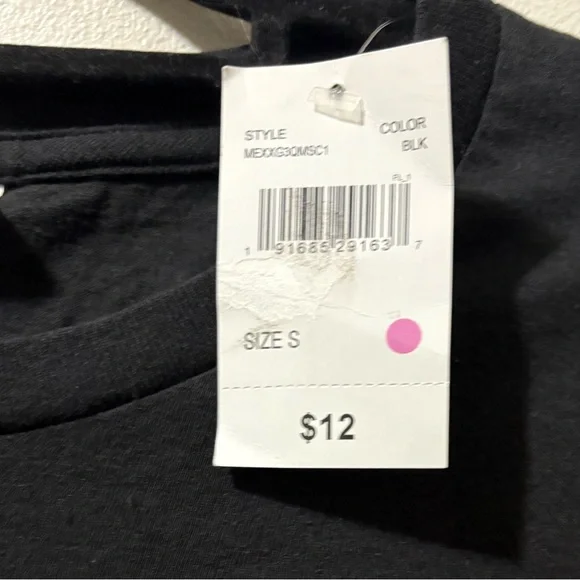 STYLE COLOR
MEXXG3QMSC1 BLK
1 91685 29163 7
SIZE S
$12